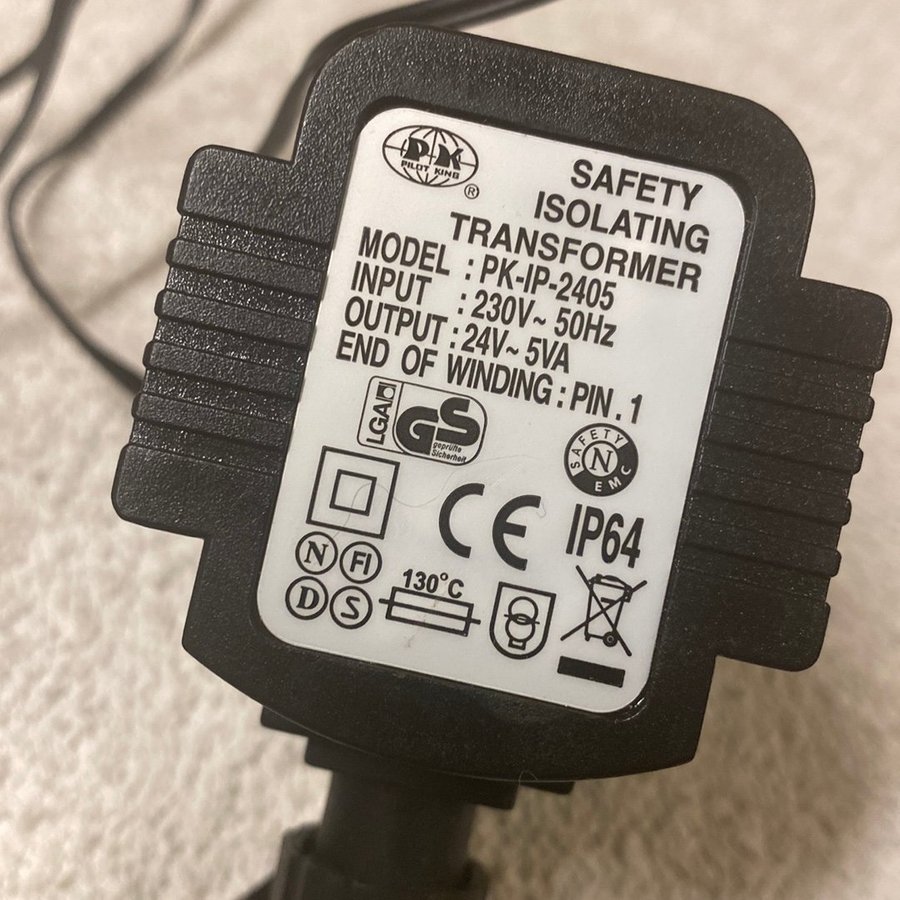 PK
PILOT KING
®
SAFETY
ISOLATING
TRANSFORMER
MODEL : PK-IP-2405
INPUT : 230V~ 50Hz
OUTPUT : 24V~ 5VA
END OF WINDING : PIN . 1
LGA
GS
geprüfte
Sicherheit
SAFETY
N
EMC
CE
IP64
N FI
D S
130°C